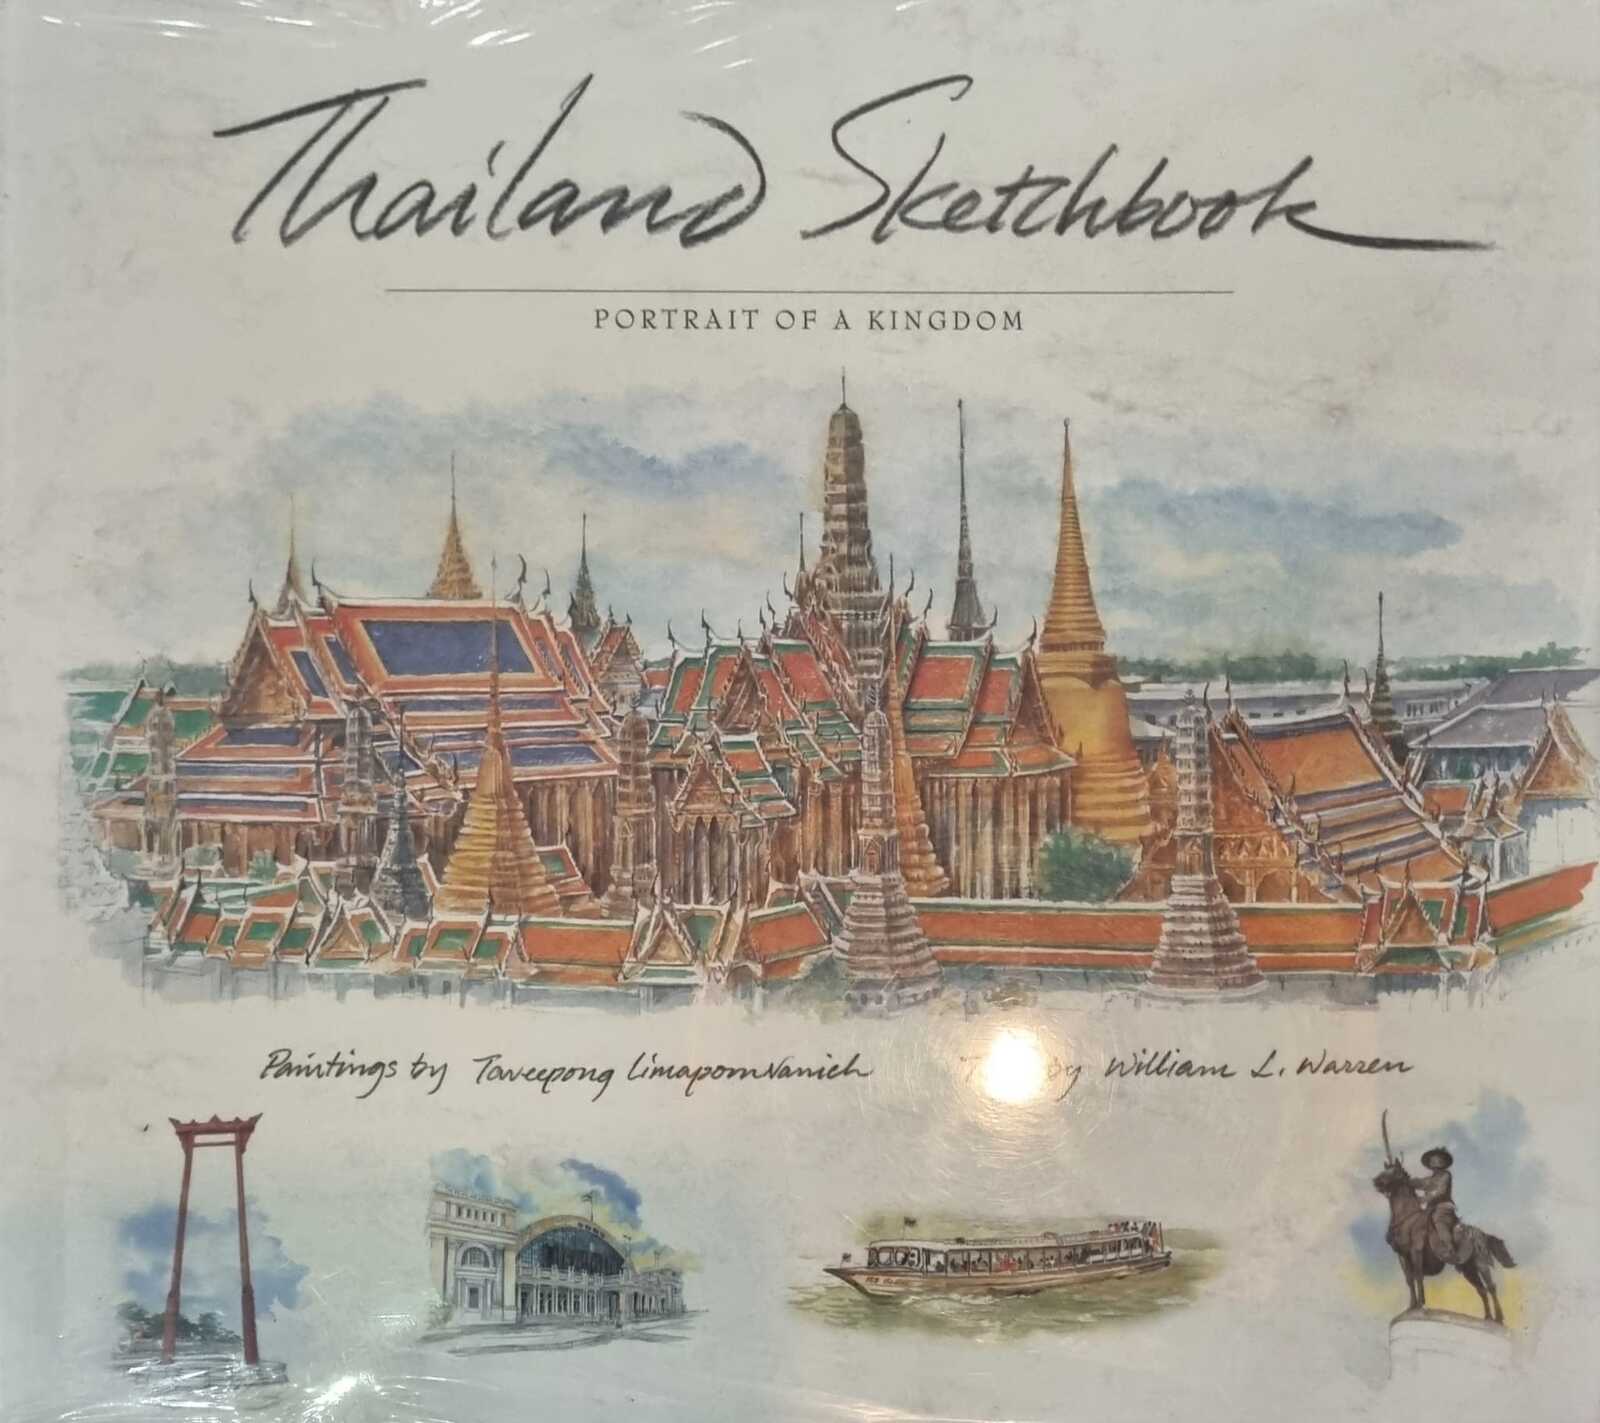 Thailand Sketchbook
PORTRAIT OF A KINGDOM
Paintings by Taveepong Limapornvanich
by William L. Warren